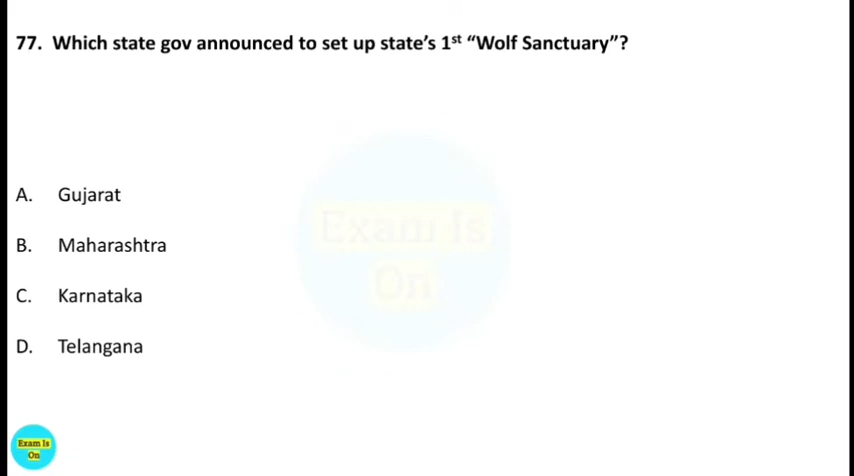 77. Which state gov announced to set up state’s 1st “Wolf Sanctuary”?
A. Gujarat
B. Maharashtra
C. Karnataka
D. Telangana
Exam Is
On
Exam Is
On